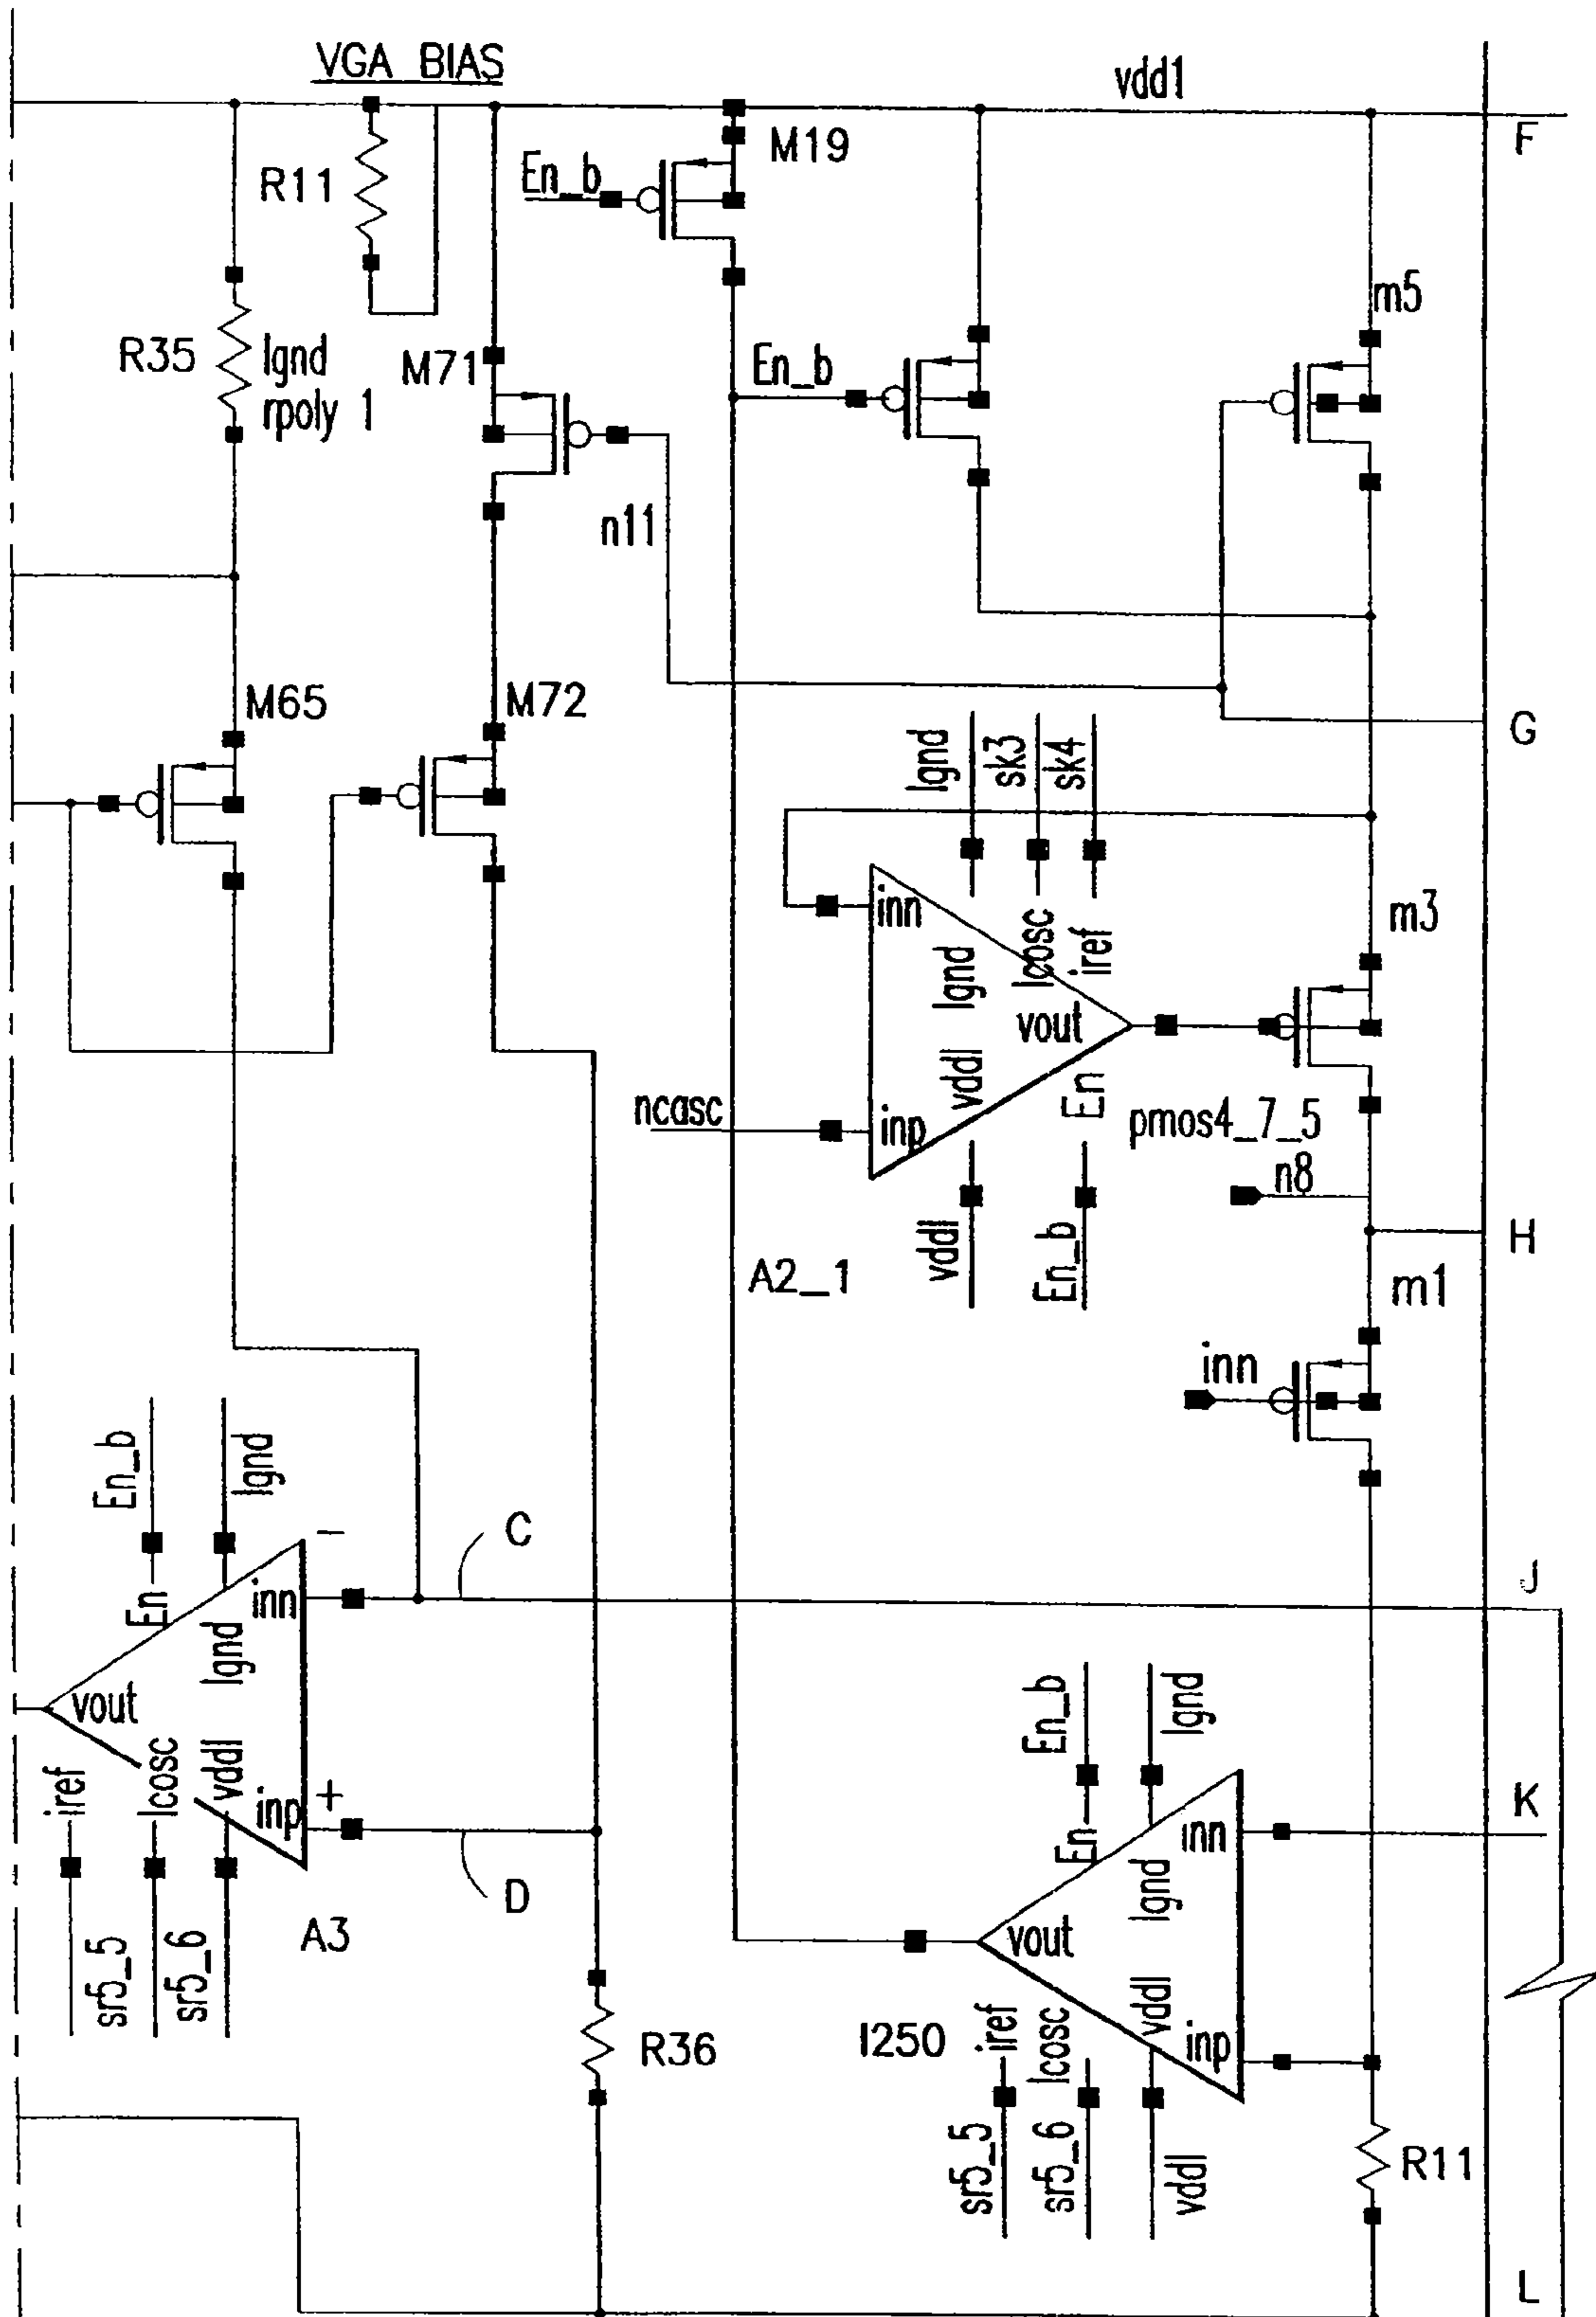 VGA BIAS
vdd1
F
R11
En_b
M19
m5
R35
lgnd
rpoly 1
M71
En_b
n11
M65
M72
G
lgnd
sk3
sk4
inn
lgnd
lcosc
iref
m3
vout
vddl
En
ncasc
inp
pmos4_7_5
n8
vddl
En_b
A2_1
H
m1
inn
En_b
lgnd
C
J
En
lgnd
inn
−
vout
iref
lcosc
vddl
inp
+
D
sr5_5
sr5_6
A3
En_b
lgnd
K
En
lgnd
inn
vout
vddl
inp
R36
I250
iref
lcosc
sr5_5
sr5_6
vddl
R11
L